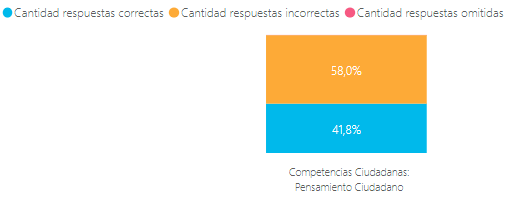 Cantidad respuestas correctas Cantidad respuestas incorrectas Cantidad respuestas omitidas
58,0%
41,8%
Competencias Ciudadanas:
Pensamiento Ciudadano